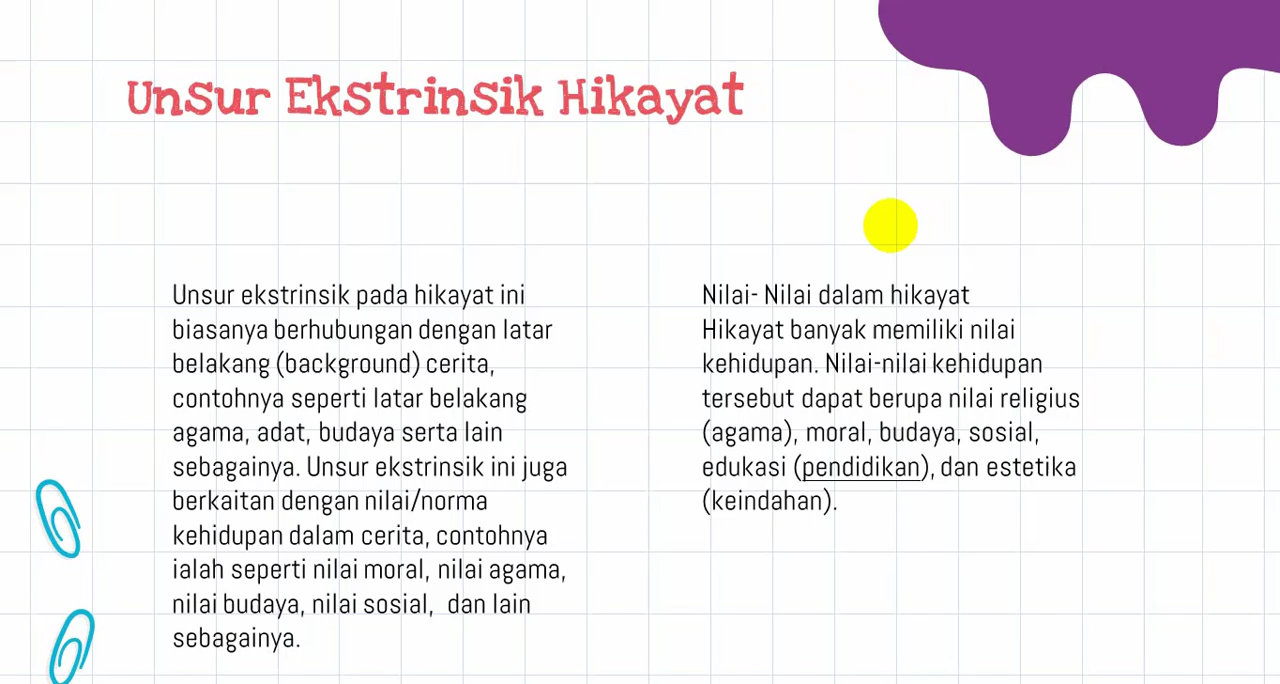 Unsur Ekstrinsik Hikayat
Unsur ekstrinsik pada hikayat ini
biasanya berhubungan dengan latar
belakang (background) cerita,
contohnya seperti latar belakang
agama, adat, budaya serta lain
sebagainya. Unsur ekstrinsik ini juga
berkaitan dengan nilai/norma
kehidupan dalam cerita, contohnya
ialah seperti nilai moral, nilai agama,
nilai budaya, nilai sosial,  dan lain
sebagainya.
Nilai- Nilai dalam hikayat
Hikayat banyak memiliki nilai
kehidupan. Nilai-nilai kehidupan
tersebut dapat berupa nilai religius
(agama), moral, budaya, sosial,
edukasi (pendidikan), dan estetika
(keindahan).